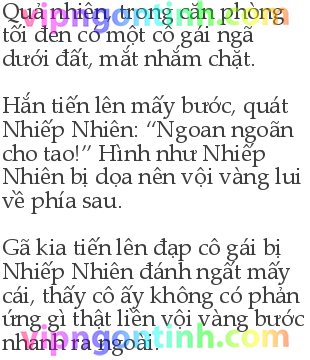 Quả nhiên, trong căn phòng
tối đen có một cô gái ngã
dưới đất, mắt nhắm chặt.
Hắn tiến lên mấy bước, quát
Nhiếp Nhiên: “Ngoan ngoãn
cho tao!” Hình như Nhiếp
Nhiên bị dọa nên vội vàng lui
về phía sau.
Gã kia tiến lên đạp cô gái bị
Nhiếp Nhiên đánh ngất mấy
cái, thấy cô ấy không có phản
ứng gì thật liền vội vàng bước
nhanh ra ngoài.
vipngontinh.com
vipngontinh.com